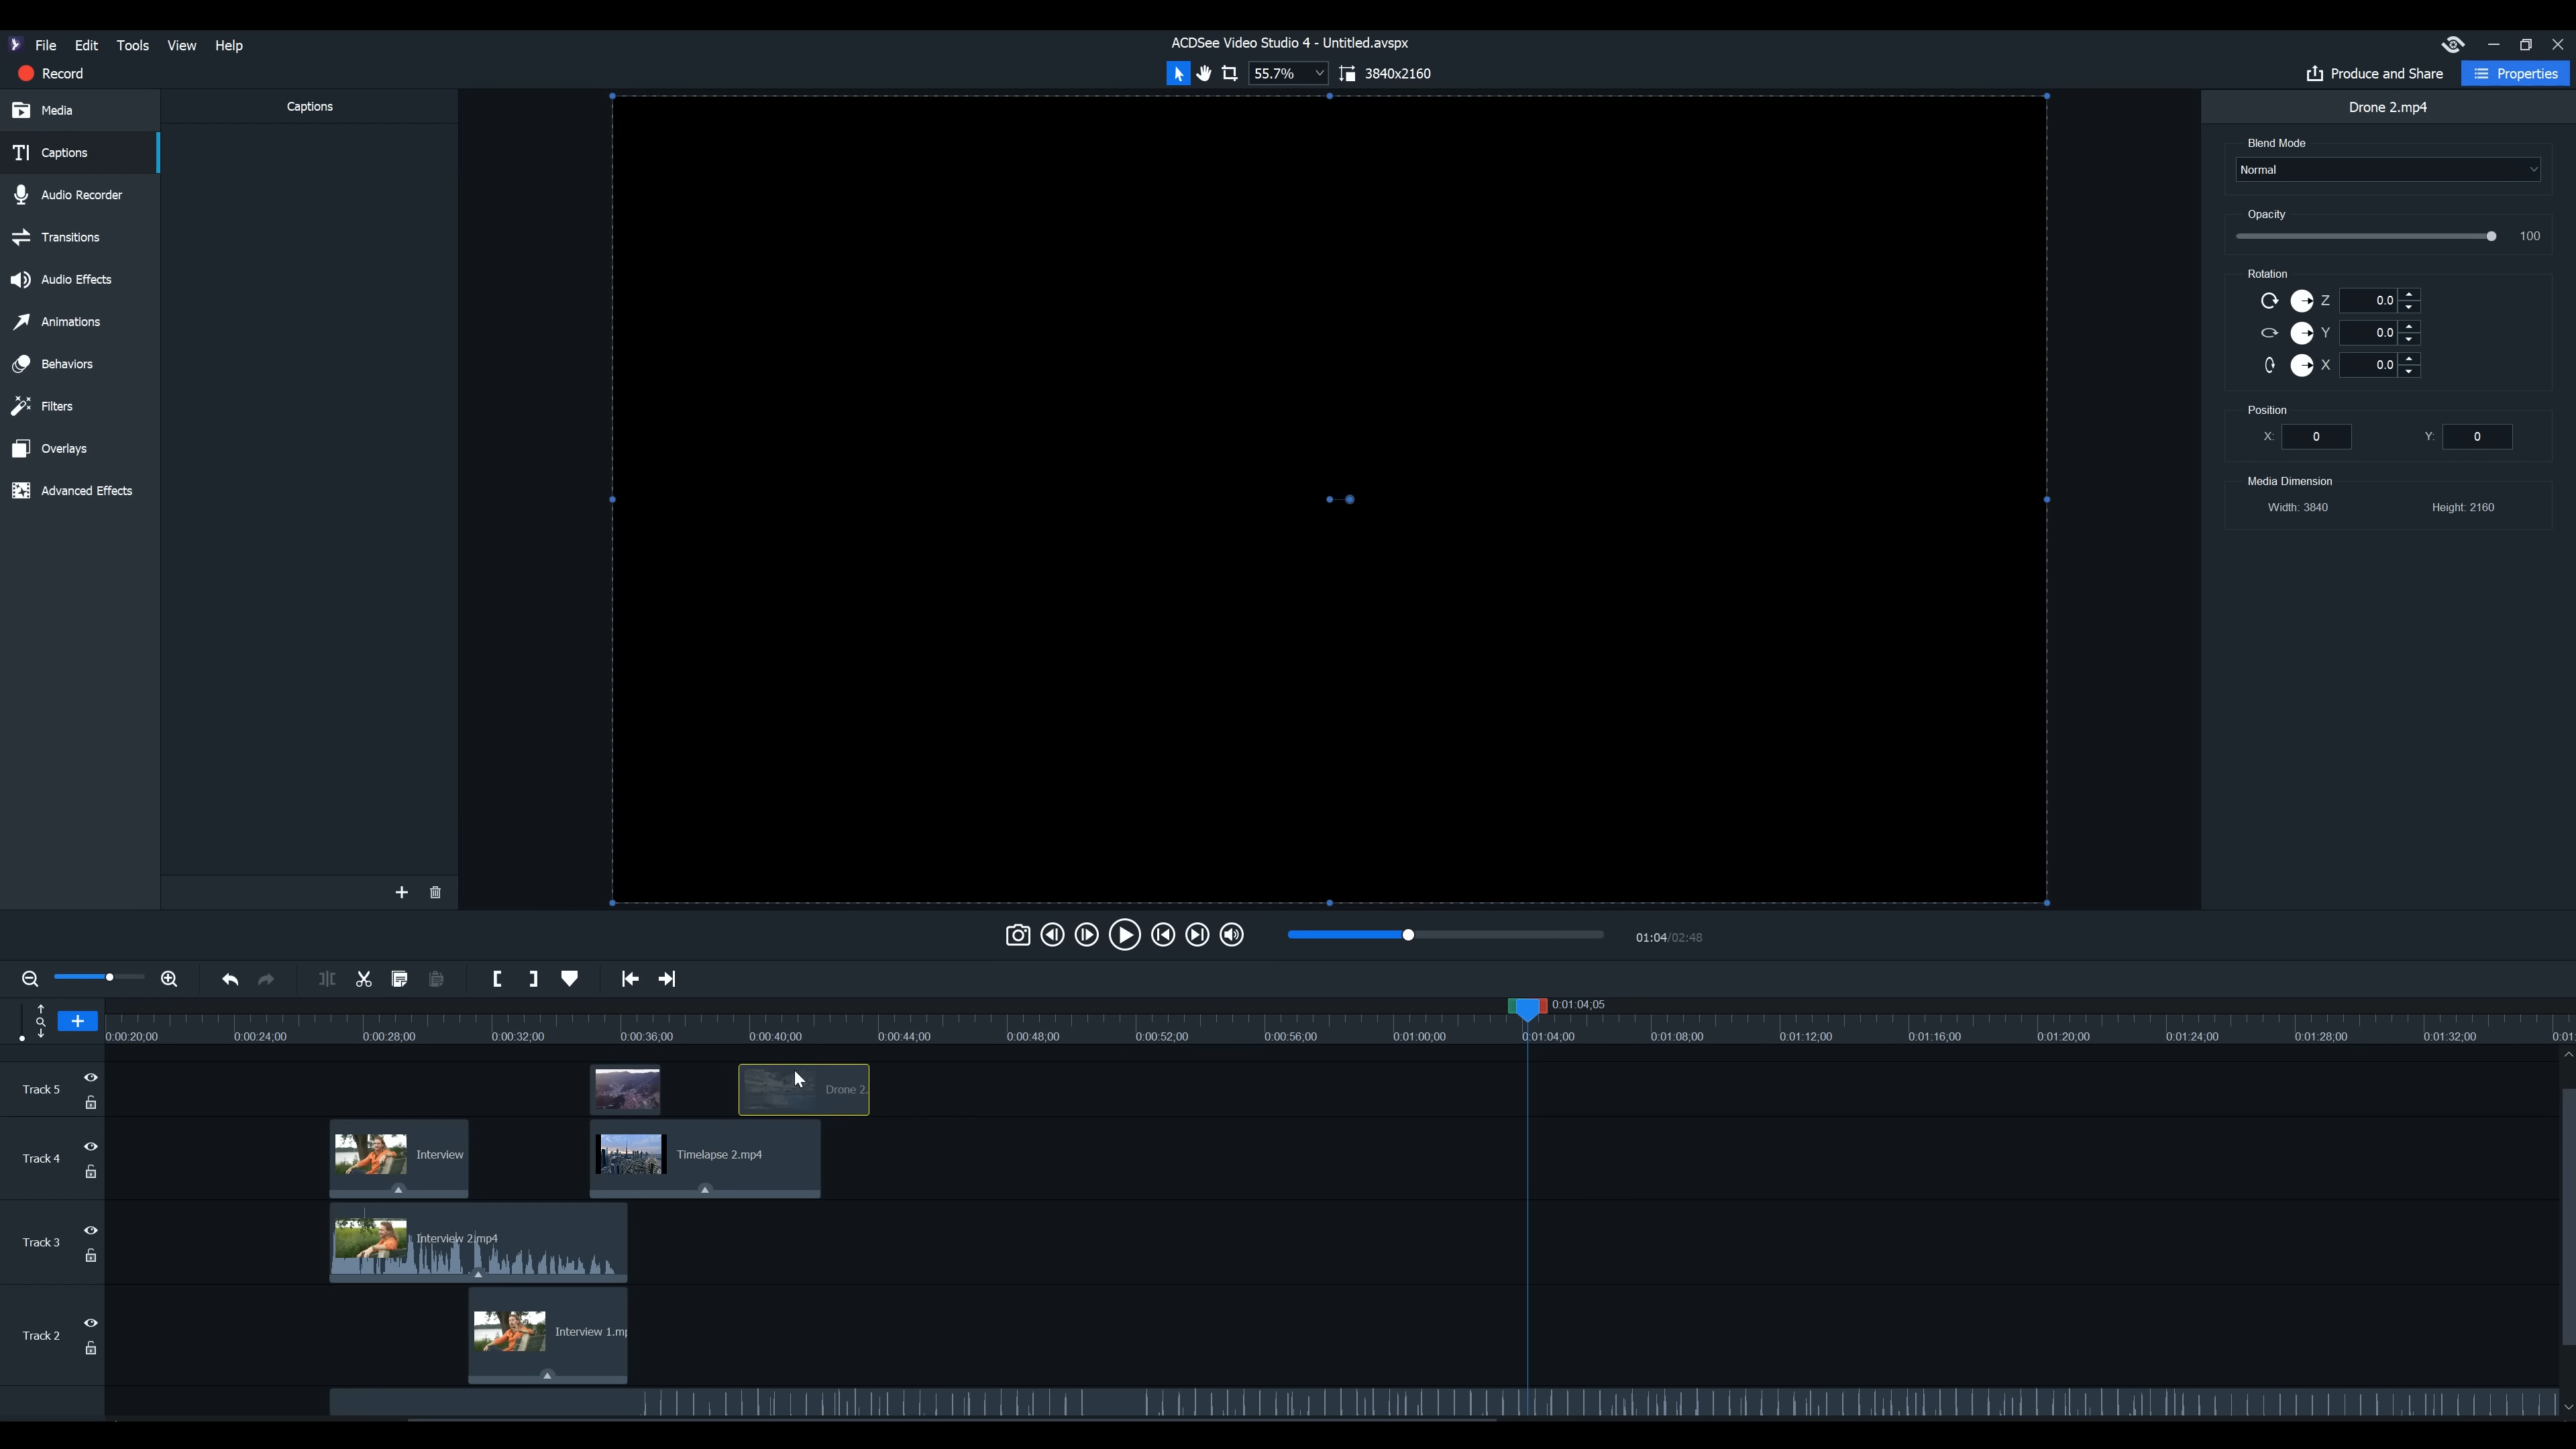 File Edit Tools View Help
ACDSee Video Studio 4 - Untitled.avspx
Record
55.7%
3840x2160
Produce and Share
Properties
Media
Captions
Audio Recorder
Transitions
Audio Effects
Animations
Behaviors
Filters
Overlays
Advanced Effects
Captions
Drone 2.mp4
Blend Mode
Normal
Opacity
100
Rotation
Z 0.0
Y 0.0
X 0.0
Position
X: 0 Y: 0
Media Dimension
Width: 3840 Height: 2160
01:04/02:48
0:01:04;05
0:00:20;00 0:00:24;00 0:00:28;00 0:00:32;00 0:00:36;00 0:00:40;00 0:00:44;00 0:00:48;00 0:00:52;00 0:00:56;00 0:01:00;00 0:01:04;00 0:01:08;00 0:01:12;00 0:01:16;00 0:01:20;00 0:01:24;00 0:01:28;00 0:01:32;00 0:01:
Track 5
Drone 2.
Track 4
Interview
Timelapse 2.mp4
Track 3
Interview 2.mp4
Track 2
Interview 1.mp